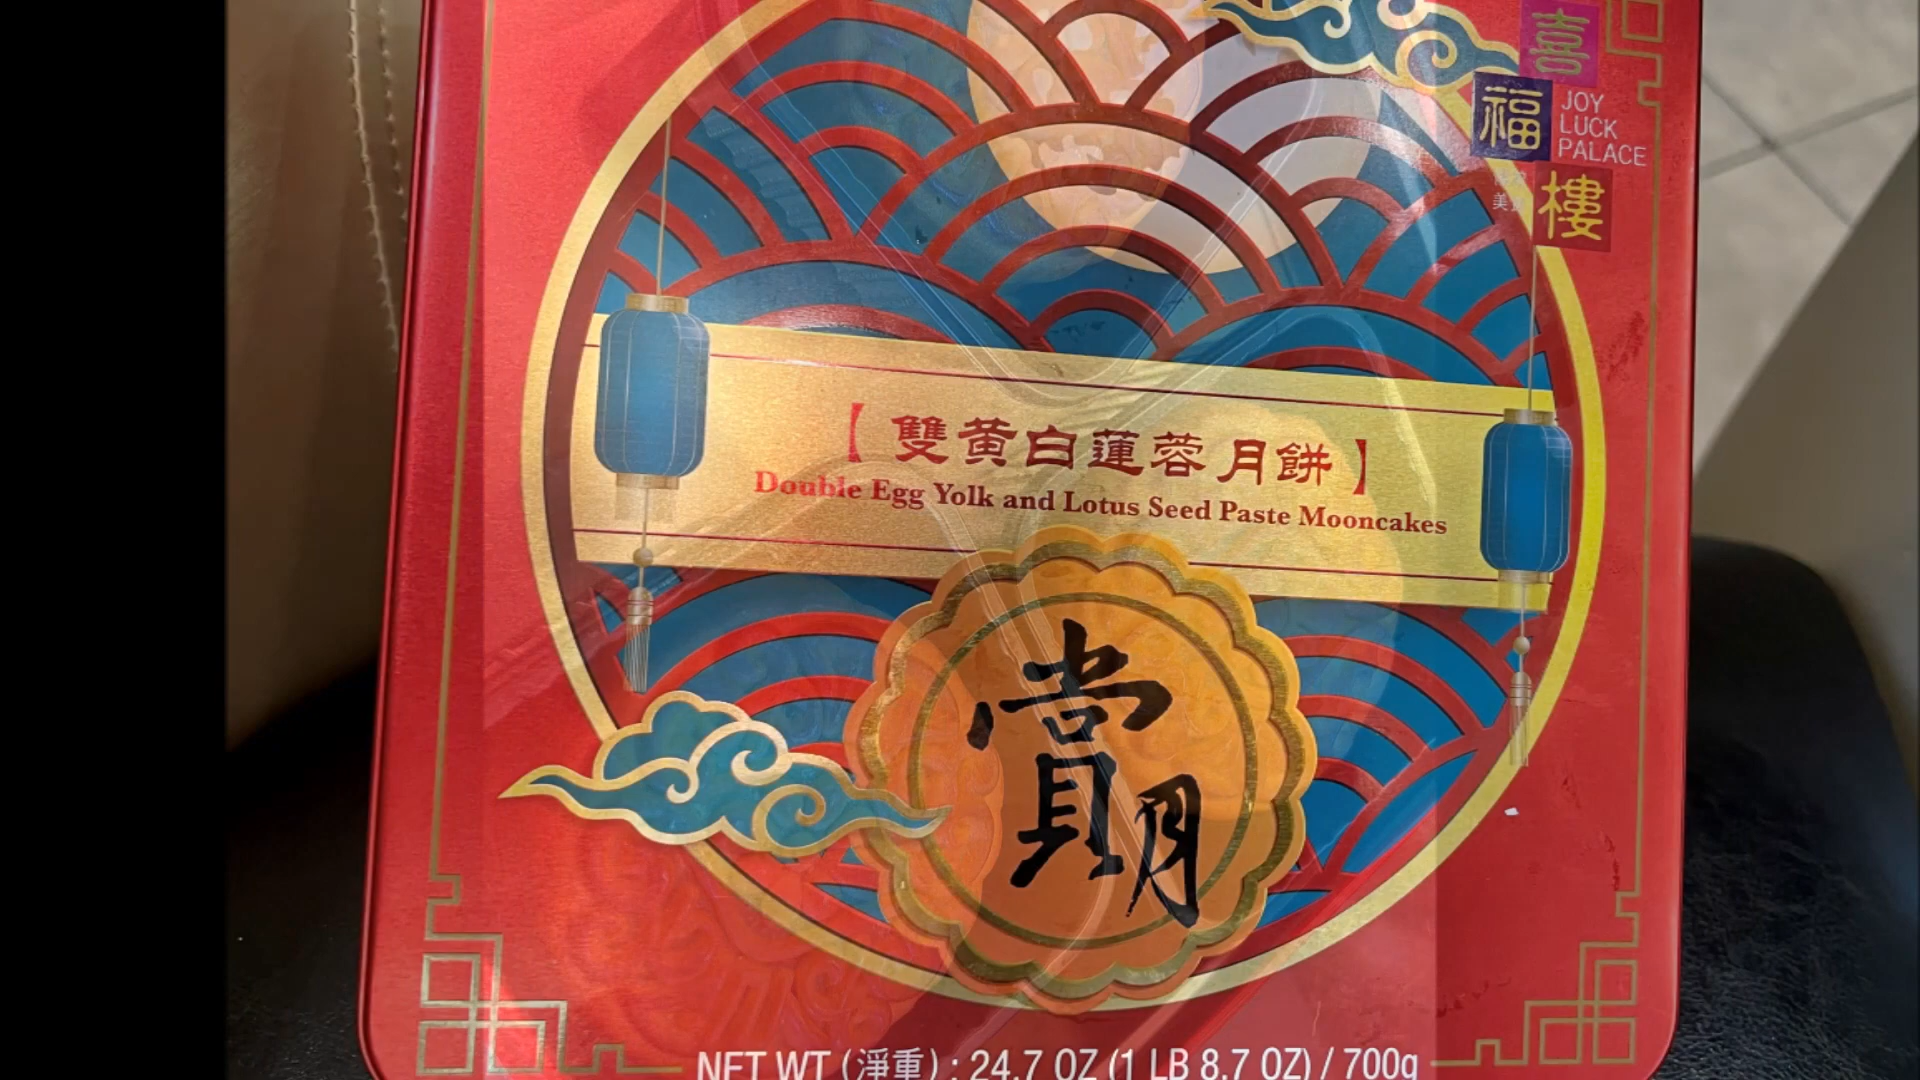 喜
福
JOY
LUCK
PALACE
樓
【雙黄白蓮蓉月餅】
Double Egg Yolk and Lotus Seed Paste Mooncakes
賞月
NET WT (淨重) : 24.7 OZ (1 LB 8.7 OZ) / 700g